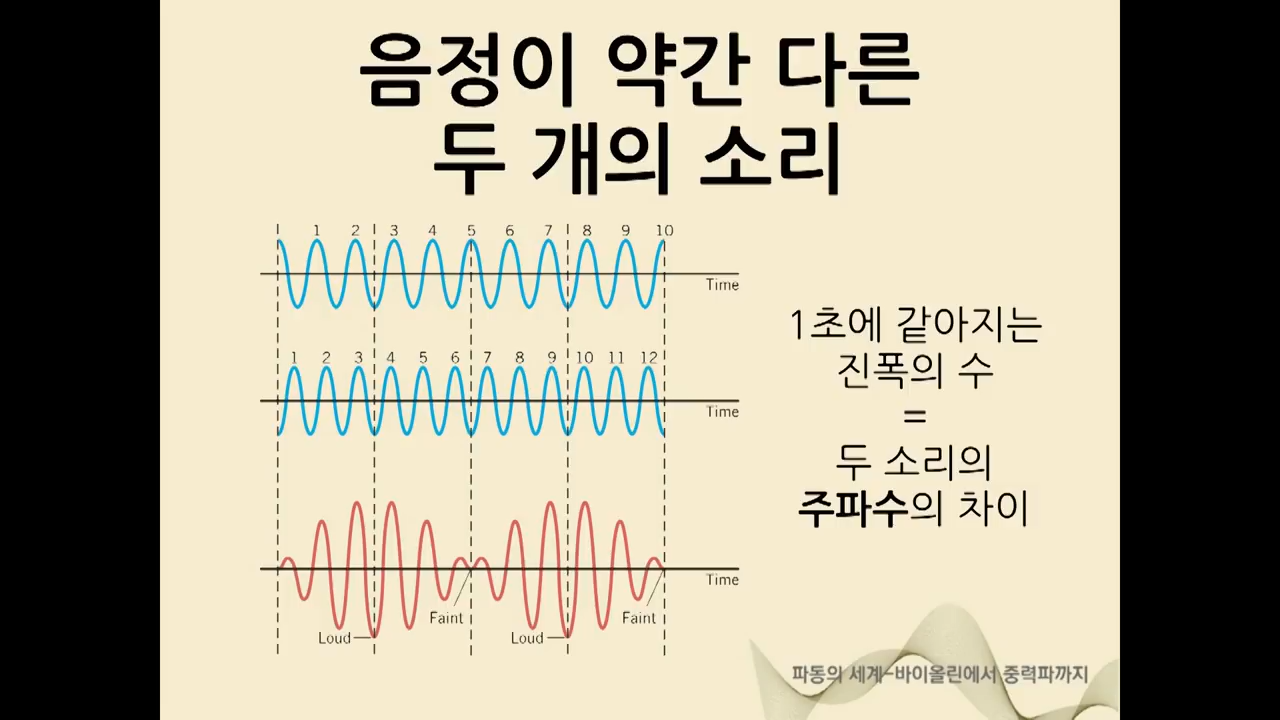 음정이 약간 다른
두 개의 소리
1 2 3 4 5 6 7 8 9 10
Time
1 2 3 4 5 6 7 8 9 10 11 12
Time
Time
Faint
Faint
Loud
Loud
1초에 같아지는
진폭의 수
=
두 소리의
주파수의 차이
파동의 세계-바이올린에서 중력파까지